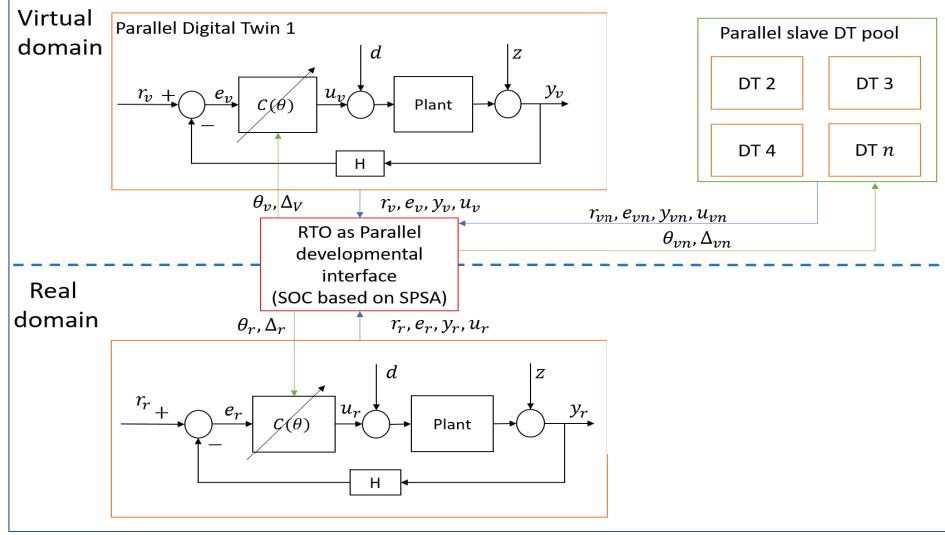 Virtual
domain
Parallel Digital Twin 1
d
z
r_v +
e_v
C(θ)
u_v
Plant
y_v
−
H
Parallel slave DT pool
DT 2
DT 3
DT 4
DT n
θ_v, Δ_V
r_v, e_v, y_v, u_v
r_vn, e_vn, y_vn, u_vn
θ_vn, Δ_vn
RTO as Parallel
developmental
interface
(SOC based on SPSA)
Real
domain
θ_r, Δ_r
r_r, e_r, y_r, u_r
d
z
r_r +
e_r
C(θ)
u_r
Plant
y_r
−
H